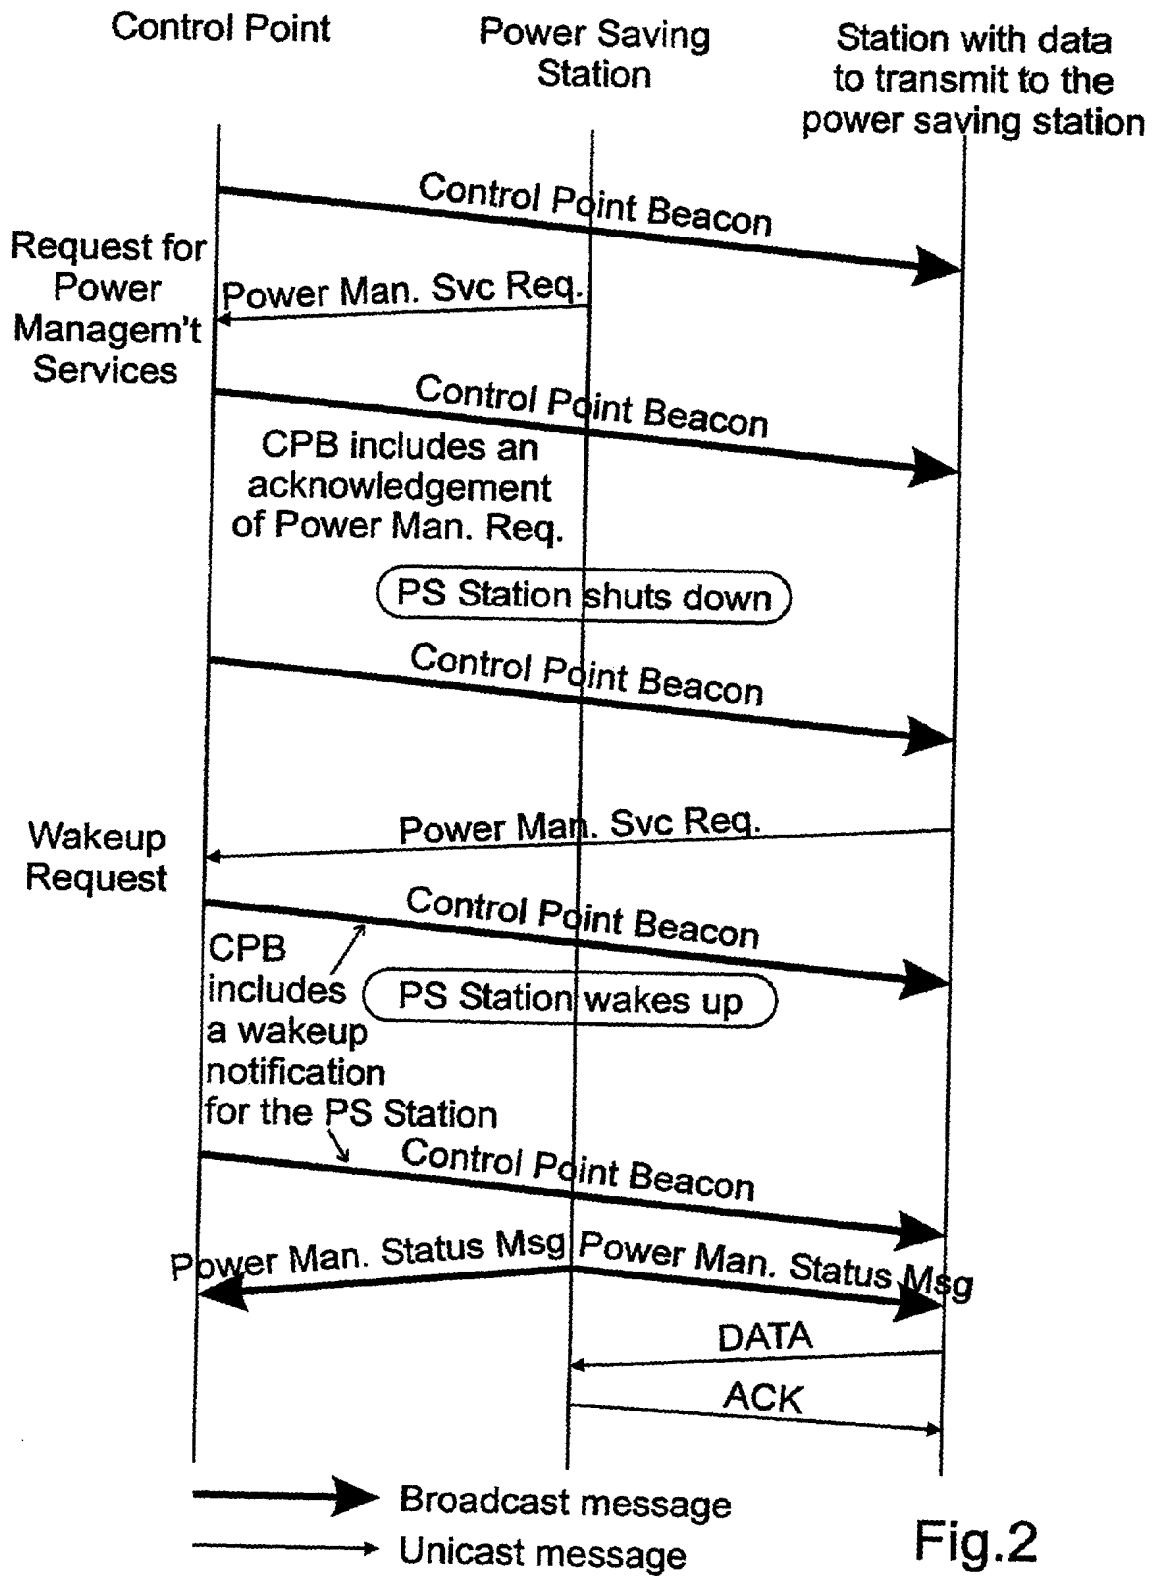 Control Point
Power Saving
Station
Station with data
to transmit to the
power saving station
Control Point Beacon
Request for
Power
Managem't
Services
Power Man. Svc Req.
Control Point Beacon
CPB includes an
acknowledgement
of Power Man. Req.
PS Station shuts down
Control Point Beacon
Wakeup
Request
Power Man. Svc Req.
Control Point Beacon
CPB
includes
a wakeup
notification
for the PS Station
PS Station wakes up
Control Point Beacon
Power Man. Status Msg
Power Man. Status Msg
DATA
ACK
Broadcast message
Unicast message
Fig.2